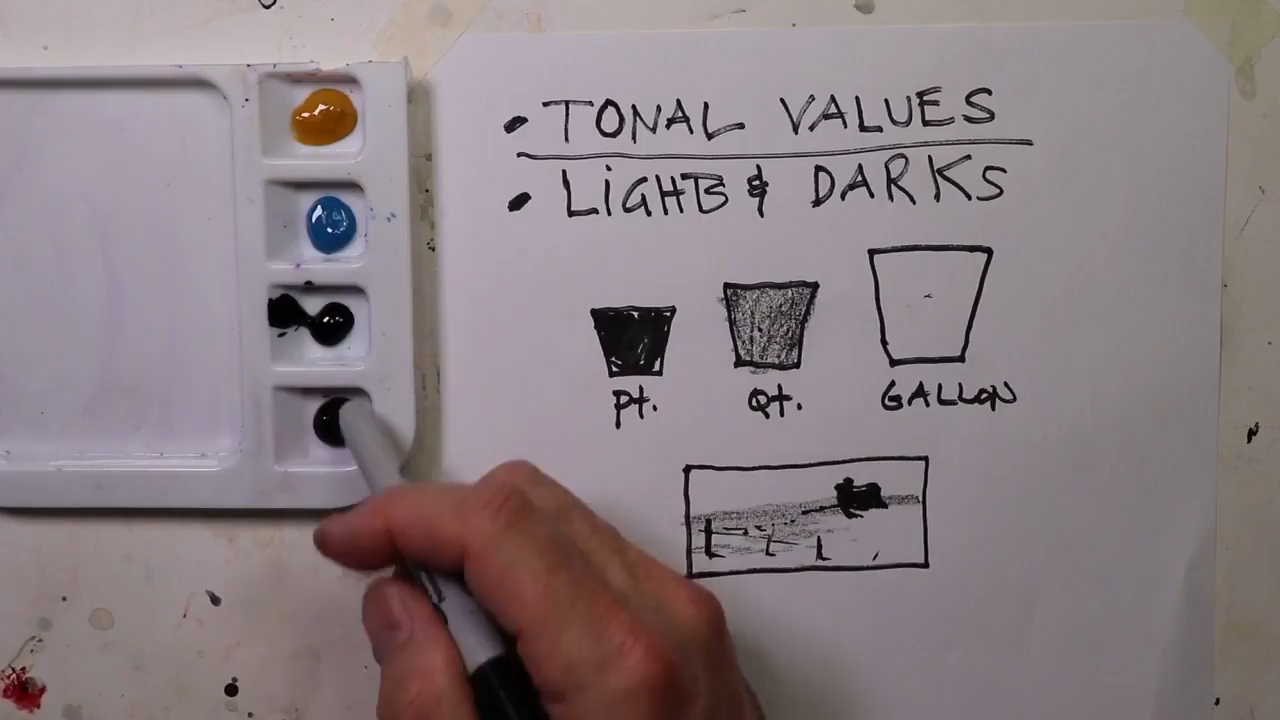 • TONAL VALUES
• LIGHTS & DARKS
Pt. Qt. GALLON